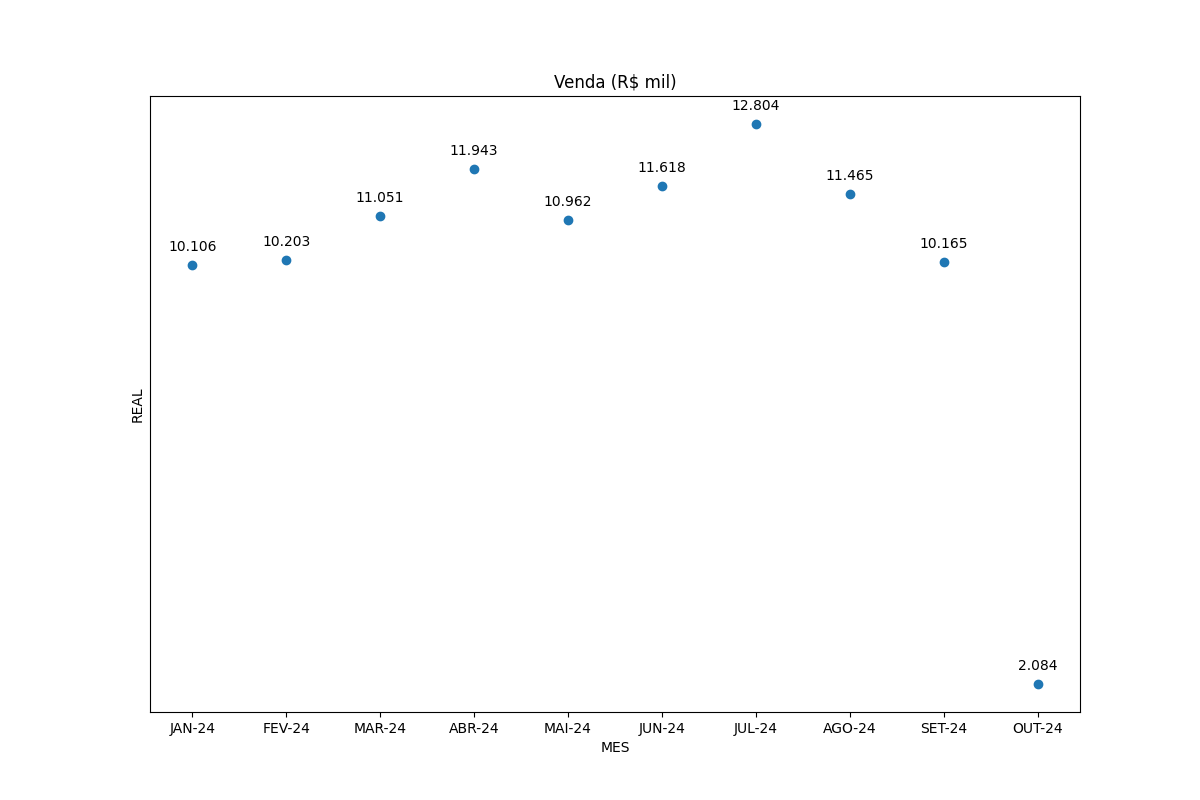 Venda (R$ mil)
12.804
11.943
11.618
11.465
11.051
10.962
10.203
10.165
10.106
REAL
2.084
JAN-24 FEV-24 MAR-24 ABR-24 MAI-24 JUN-24 JUL-24 AGO-24 SET-24 OUT-24
MES